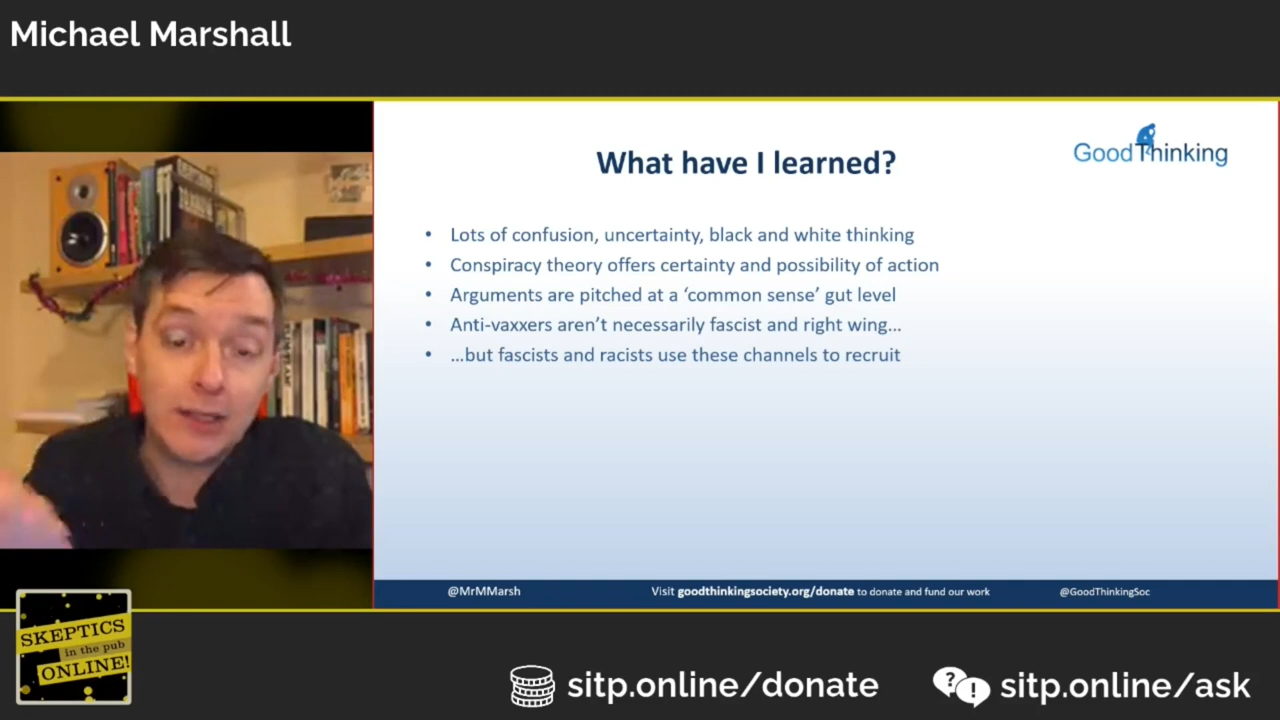 Michael Marshall
GoodThinking
What have I learned?
• Lots of confusion, uncertainty, black and white thinking
• Conspiracy theory offers certainty and possibility of action
• Arguments are pitched at a ‘common sense’ gut level
• Anti-vaxxers aren’t necessarily fascist and right wing...
• ...but fascists and racists use these channels to recruit
@MrMMarsh
Visit goodthinkingsociety.org/donate to donate and fund our work
@GoodThinkingSoc
SKEPTICS
in the pub
ONLINE!
sitp.online/donate
?!
sitp.online/ask